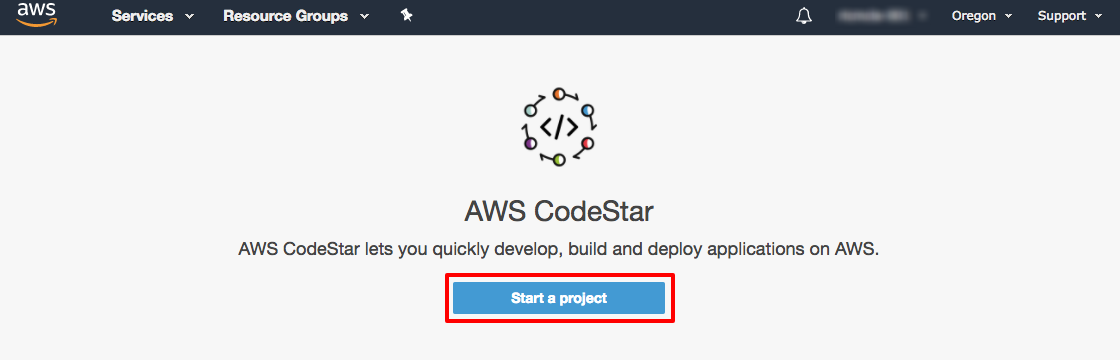 aws
Services
Resource Groups
Oregon
Support
</>
AWS CodeStar
AWS CodeStar lets you quickly develop, build and deploy applications on AWS.
Start a project